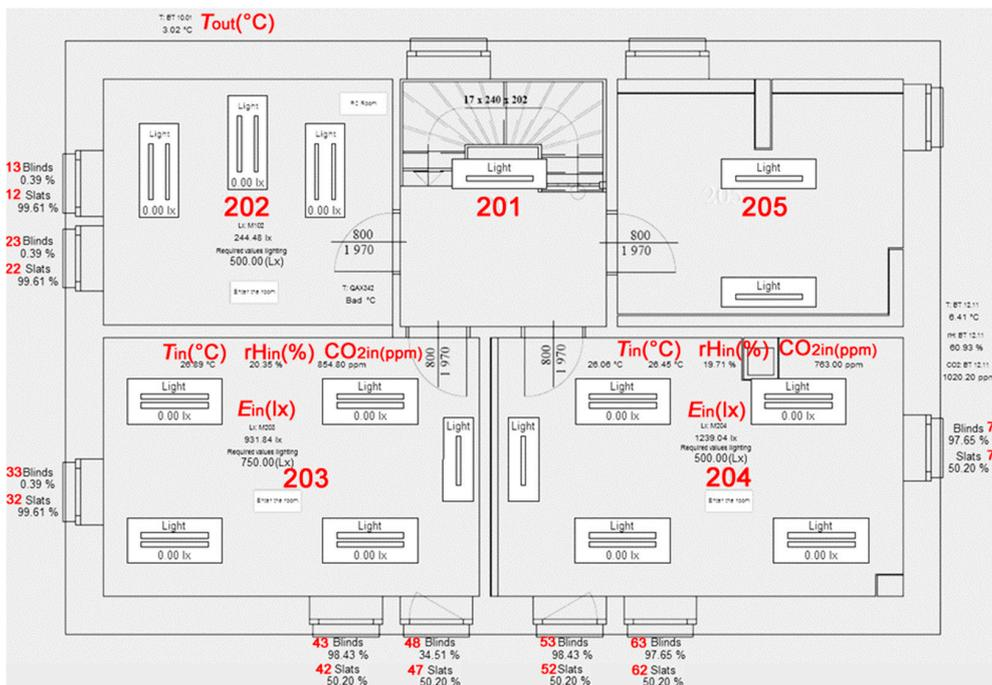 T: BT 10.01
3.02 °C
Tout(°C)
17 x 240 x 202
Light
0.00 lx
Light
0.00 lx
Light
0.00 lx
202
Lx: M102
244.48 lx
Required values lighting
500.00(Lx)
Enter the room
T: QAX342
Bad °C
Light
201
800
1 970
800
1 970
Light
205
205
Light
13 Blinds
0.39 %
12 Slats
99.61 %
23 Blinds
0.39 %
22 Slats
99.61 %
T: BT 12.11
6.41 °C
rH: BT 12.11
60.93 %
CO2: BT 12.11
1020.20 ppm
800
1 970
800
1 970
Tin(°C) rHin(%) CO2in(ppm)
26.89 °C 20.35 % 854.80 ppm
Light
0.00 lx
Light
0.00 lx
Ein(lx)
Lx: M203
931.84 lx
Required values lighting
750.00(Lx)
203
Enter the room
Light
Light
0.00 lx
Light
0.00 lx
Tin(°C) rHin(%) CO2in(ppm)
26.06 °C 26.45 °C 19.71 % 763.00 ppm
Light
0.00 lx
Light
0.00 lx
Ein(lx)
Lx: M204
1239.04 lx
Required values lighting
500.00(Lx)
204
Enter the room
Light
Light
0.00 lx
Light
0.00 lx
33 Blinds
0.39 %
32 Slats
99.61 %
Blinds 7
97.65 %
Slats 7
50.20 %
43 Blinds
98.43 %
42 Slats
50.20 %
48 Blinds
34.51 %
47 Slats
50.20 %
53 Blinds
98.43 %
52 Slats
50.20 %
63 Blinds
97.65 %
62 Slats
50.20 %